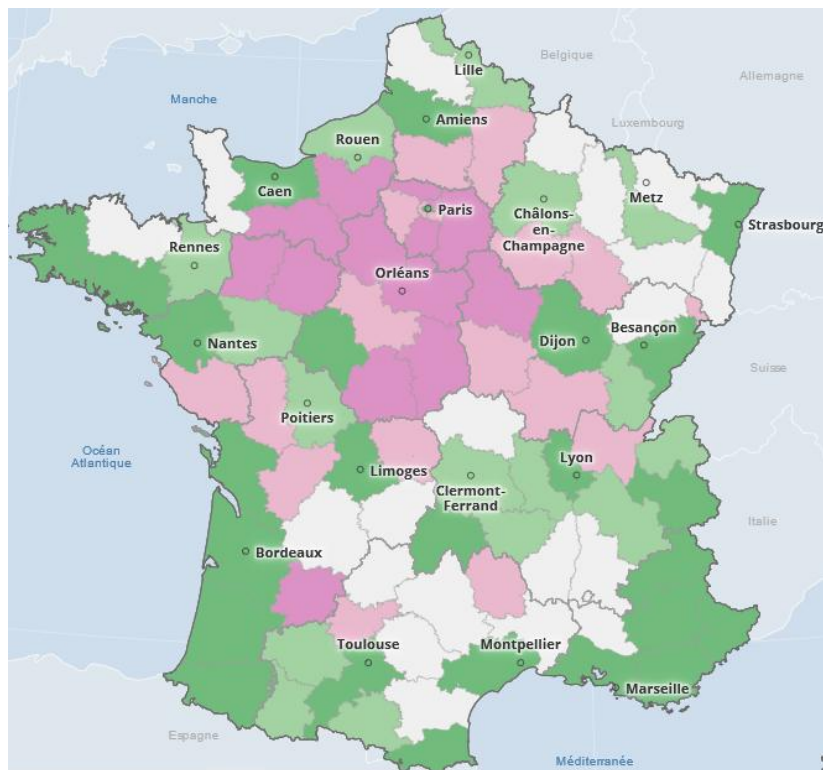 Belgique
Lille
Allemagne
Manche
Amiens
Luxembourg
Rouen
Caen
Paris
Metz
Châlons-
en-
Champagne
Strasbourg
Rennes
Orléans
Nantes
Dijon
Besançon
Suisse
Poitiers
Océan
Atlantique
Limoges
Lyon
Clermont-
Ferrand
Italie
Bordeaux
Toulouse
Montpellier
Marseille
Espagne
Méditerranée